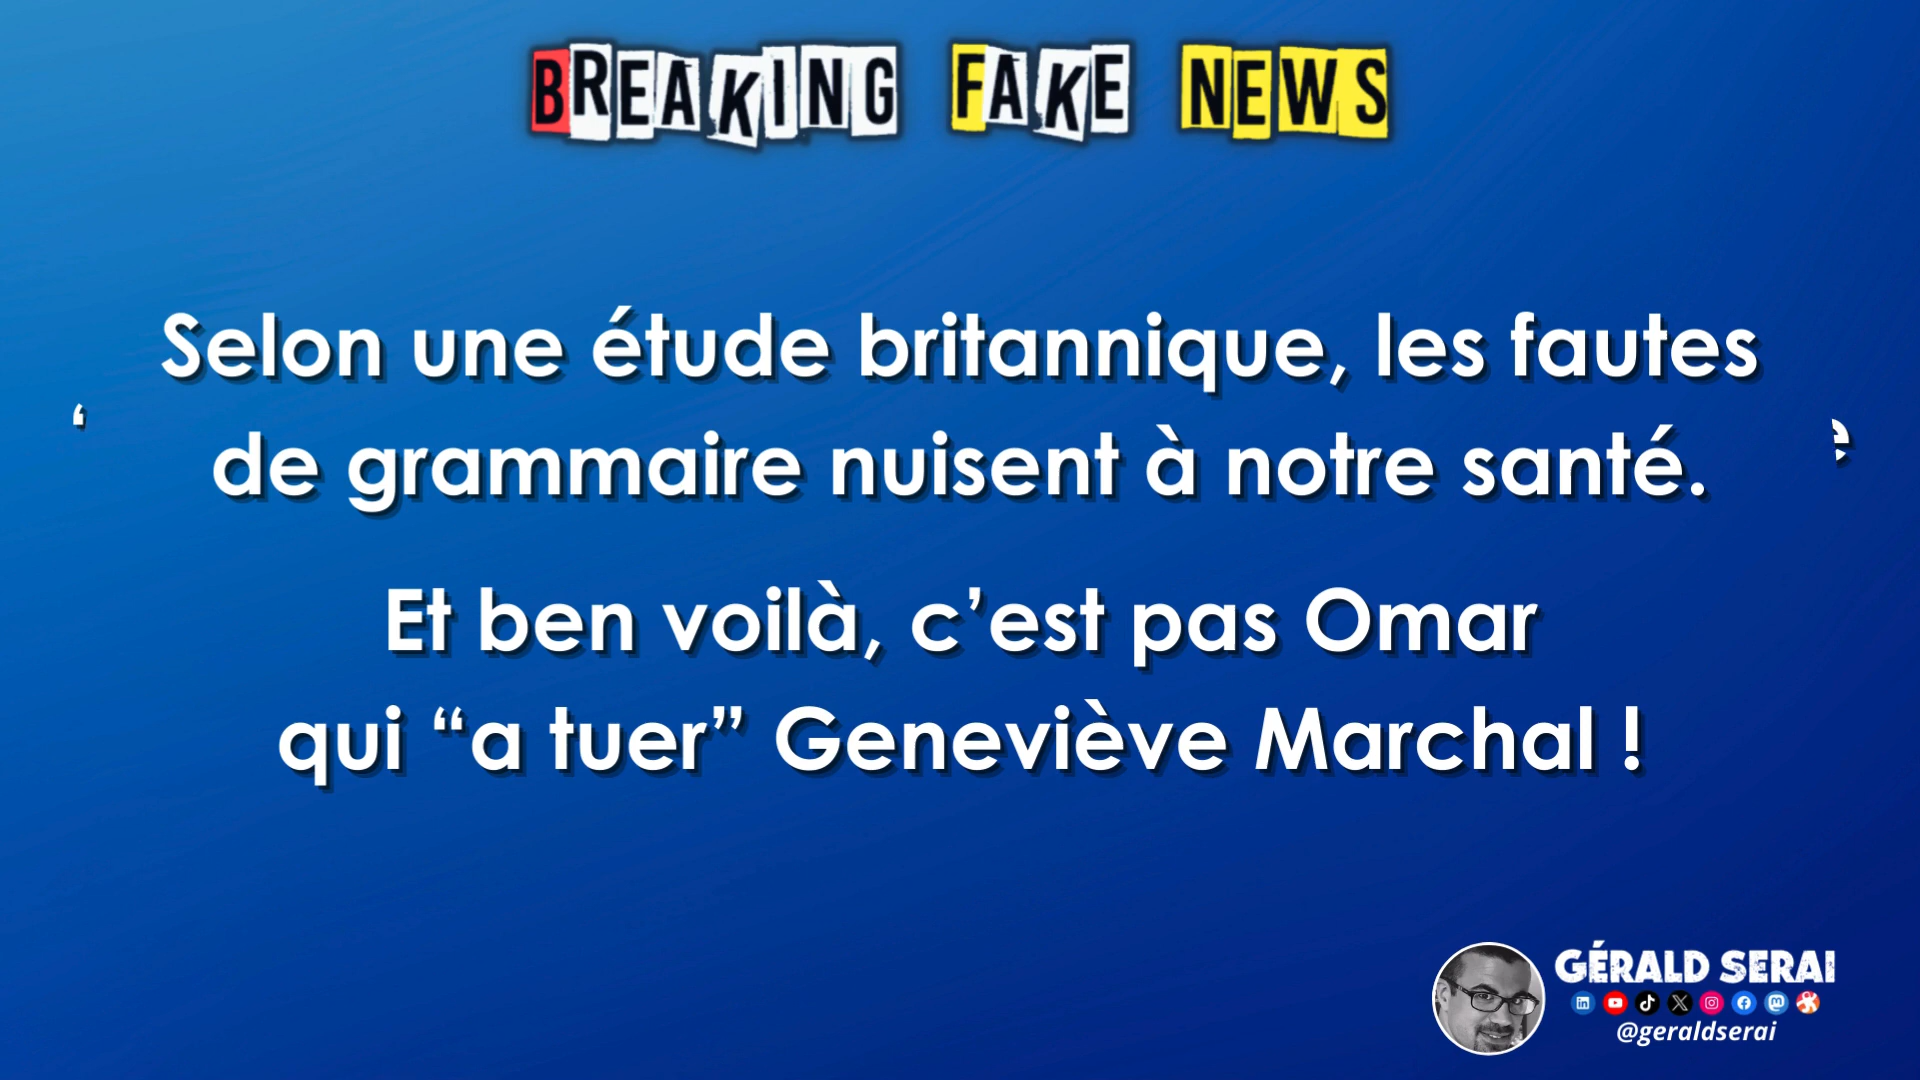 BREAKING FAKE NEWS
Selon une étude britannique, les fautes
de grammaire nuisent à notre santé.
Et ben voilà, c’est pas Omar
qui “a tuer” Geneviève Marchal !
GÉRALD SERAI
@geraldserai